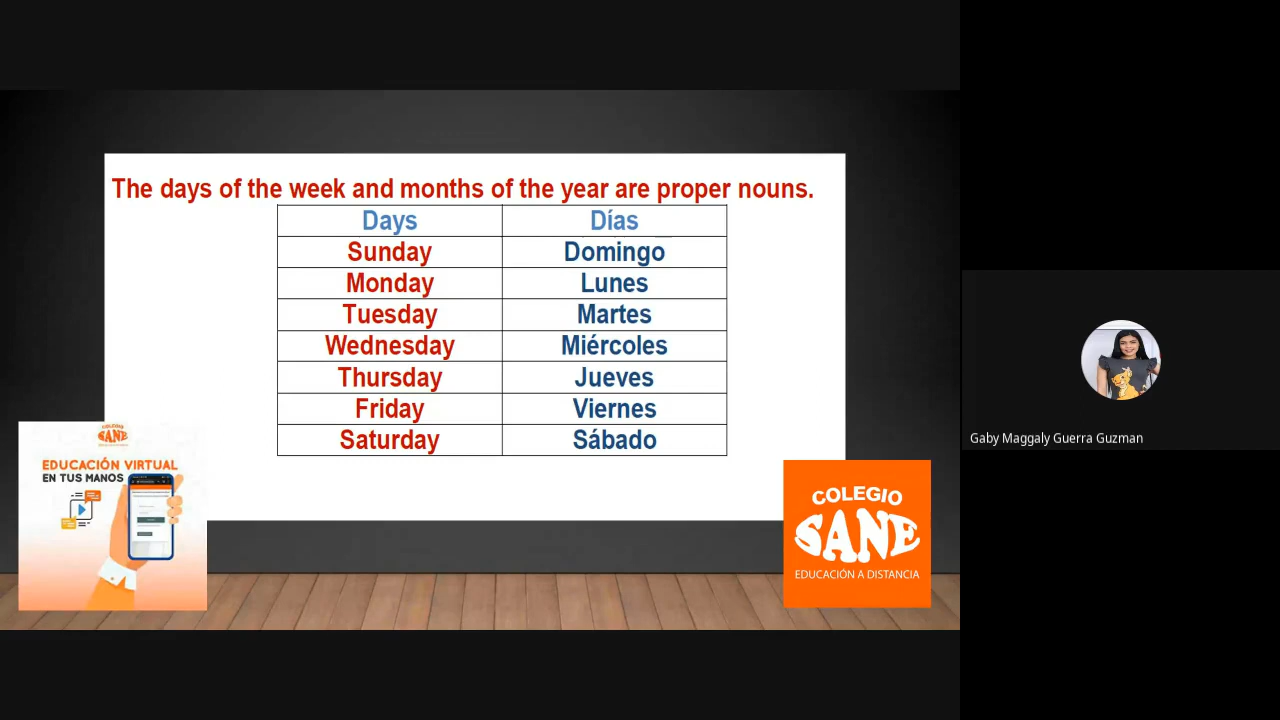 The days of the week and months of the year are proper nouns.
Days Días
Sunday Domingo
Monday Lunes
Tuesday Martes
Wednesday Miércoles
Thursday Jueves
Friday Viernes
Saturday Sábado
COLEGIO
SANE
EDUCACIÓN VIRTUAL
EN TUS MANOS
COLEGIO
SANE
EDUCACIÓN A DISTANCIA
Gaby Maggaly Guerra Guzman